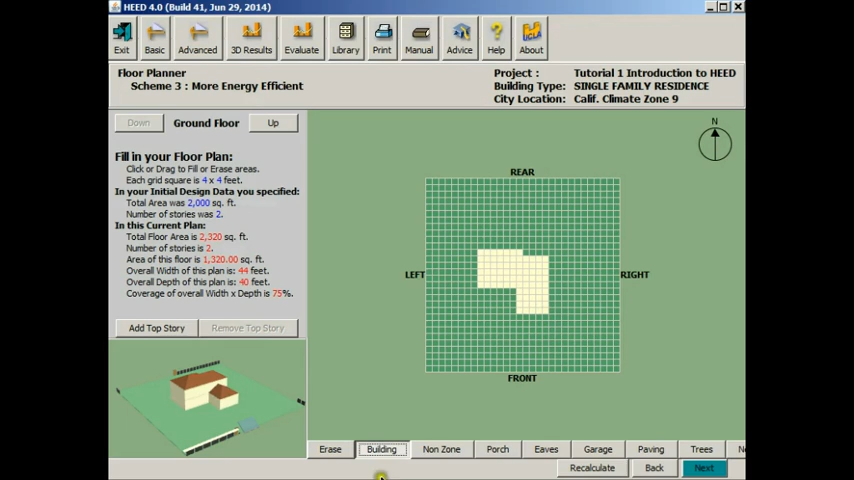 HEED 4.0 (Build 41, Jun 29, 2014)
Exit Basic Advanced 3D Results Evaluate Library Print Manual Advice Help About
Floor Planner
Scheme 3 : More Energy Efficient
Project : Tutorial 1 Introduction to HEED
Building Type: SINGLE FAMILY RESIDENCE
City Location: Calif. Climate Zone 9
Down Ground Floor Up
Fill in your Floor Plan:
Click or Drag to Fill or Erase areas.
Each grid square is 4 x 4 feet.
In your Initial Design Data you specified:
Total Area was 2,000 sq. ft.
Number of stories was 2.
In this Current Plan:
Total Floor Area is 2,320 sq. ft.
Number of stories is 2.
Area of this floor is 1,320.00 sq. ft.
Overall Width of this plan is: 44 feet.
Overall Depth of this plan is: 40 feet.
Coverage of overall Width x Depth is 75%.
Add Top Story Remove Top Story
N
REAR
LEFT
RIGHT
FRONT
Erase Building Non Zone Porch Eaves Garage Paving Trees
Recalculate Back Next